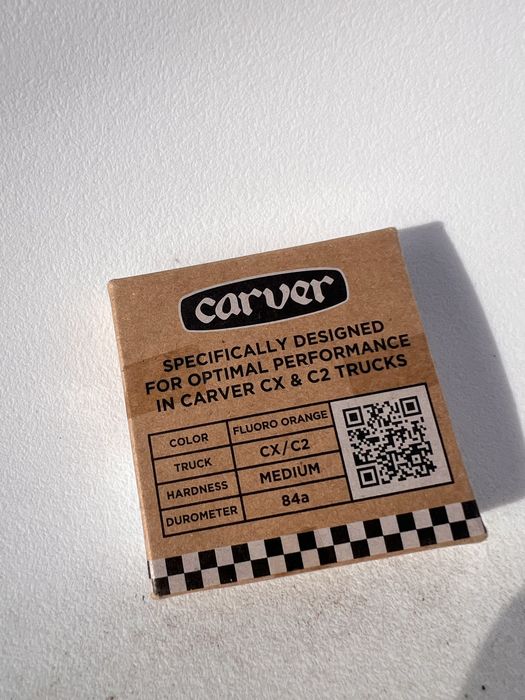 carver
SPECIFICALLY DESIGNED
FOR OPTIMAL PERFORMANCE
IN CARVER CX & C2 TRUCKS
COLOR FLUORO ORANGE
TRUCK CX/C2
HARDNESS MEDIUM
DUROMETER 84a